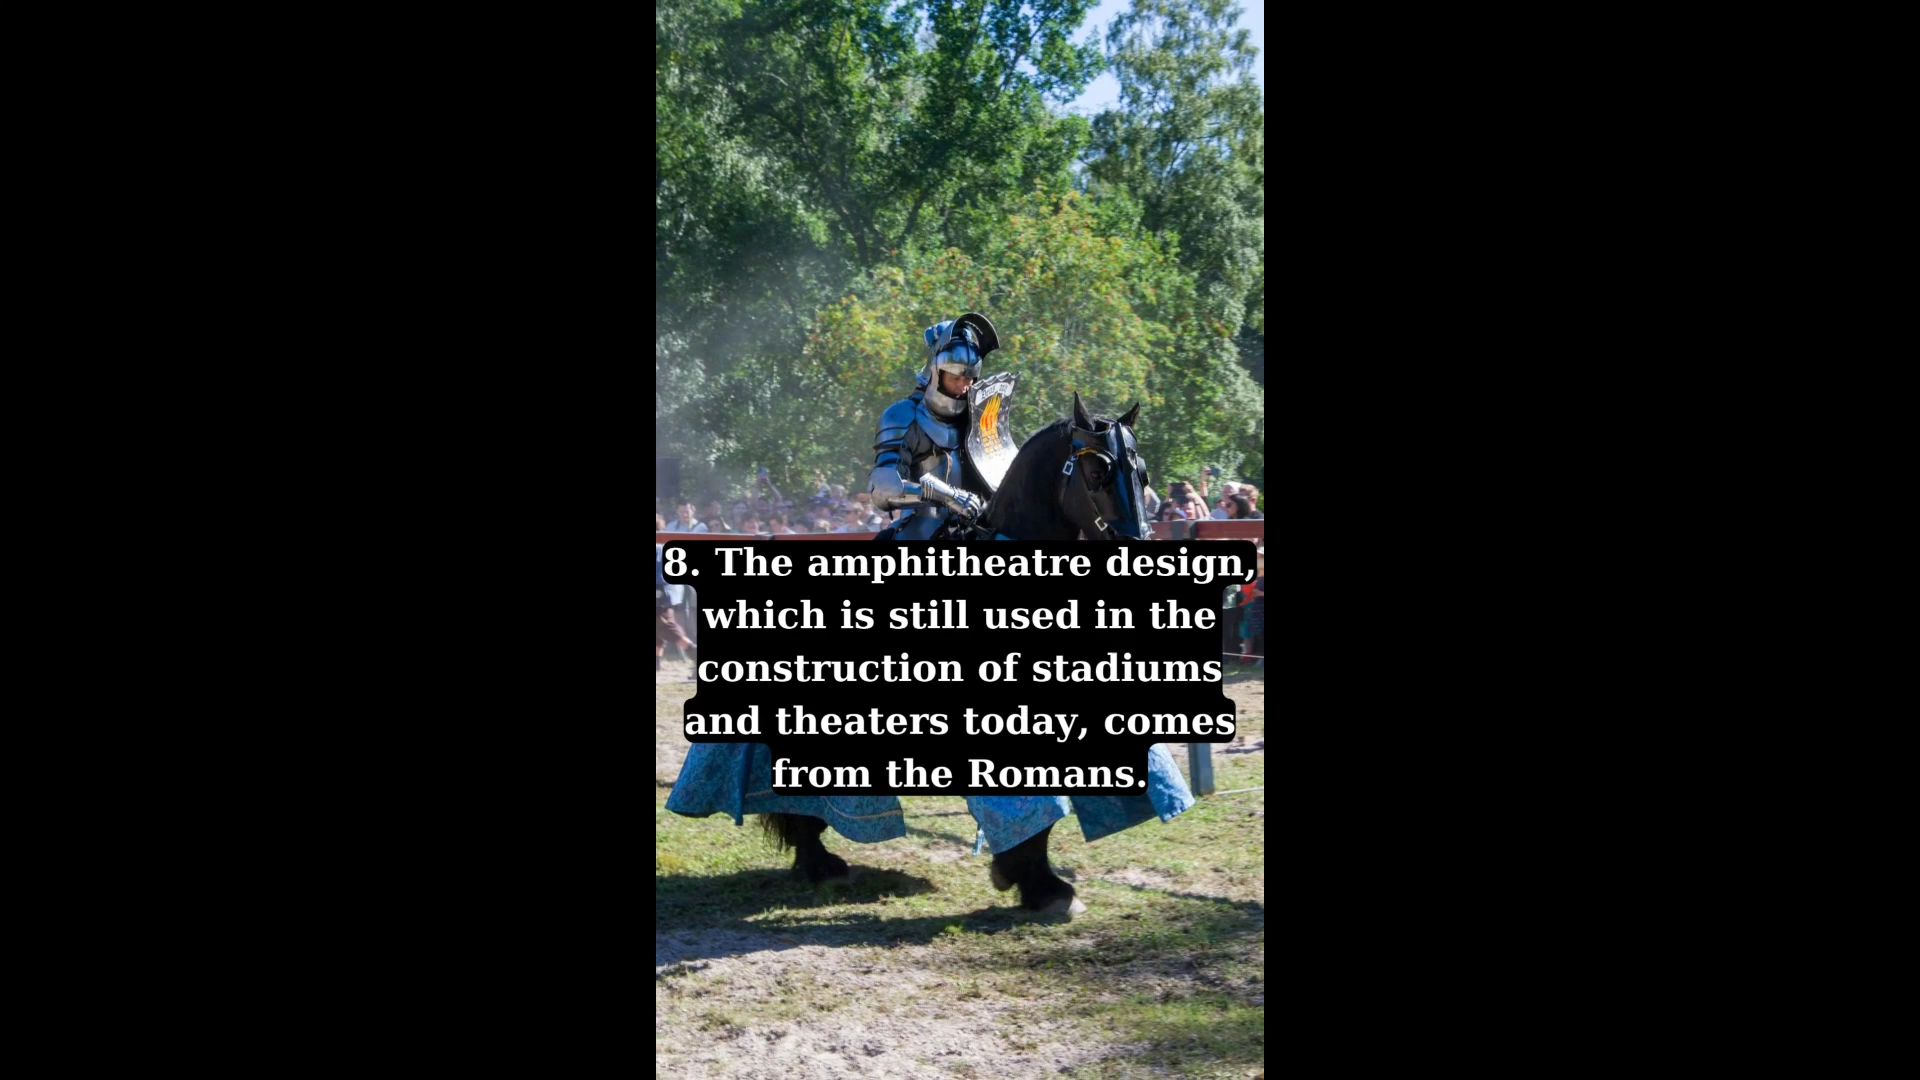 8. The amphitheatre design,
which is still used in the
construction of stadiums
and theaters today, comes
from the Romans.